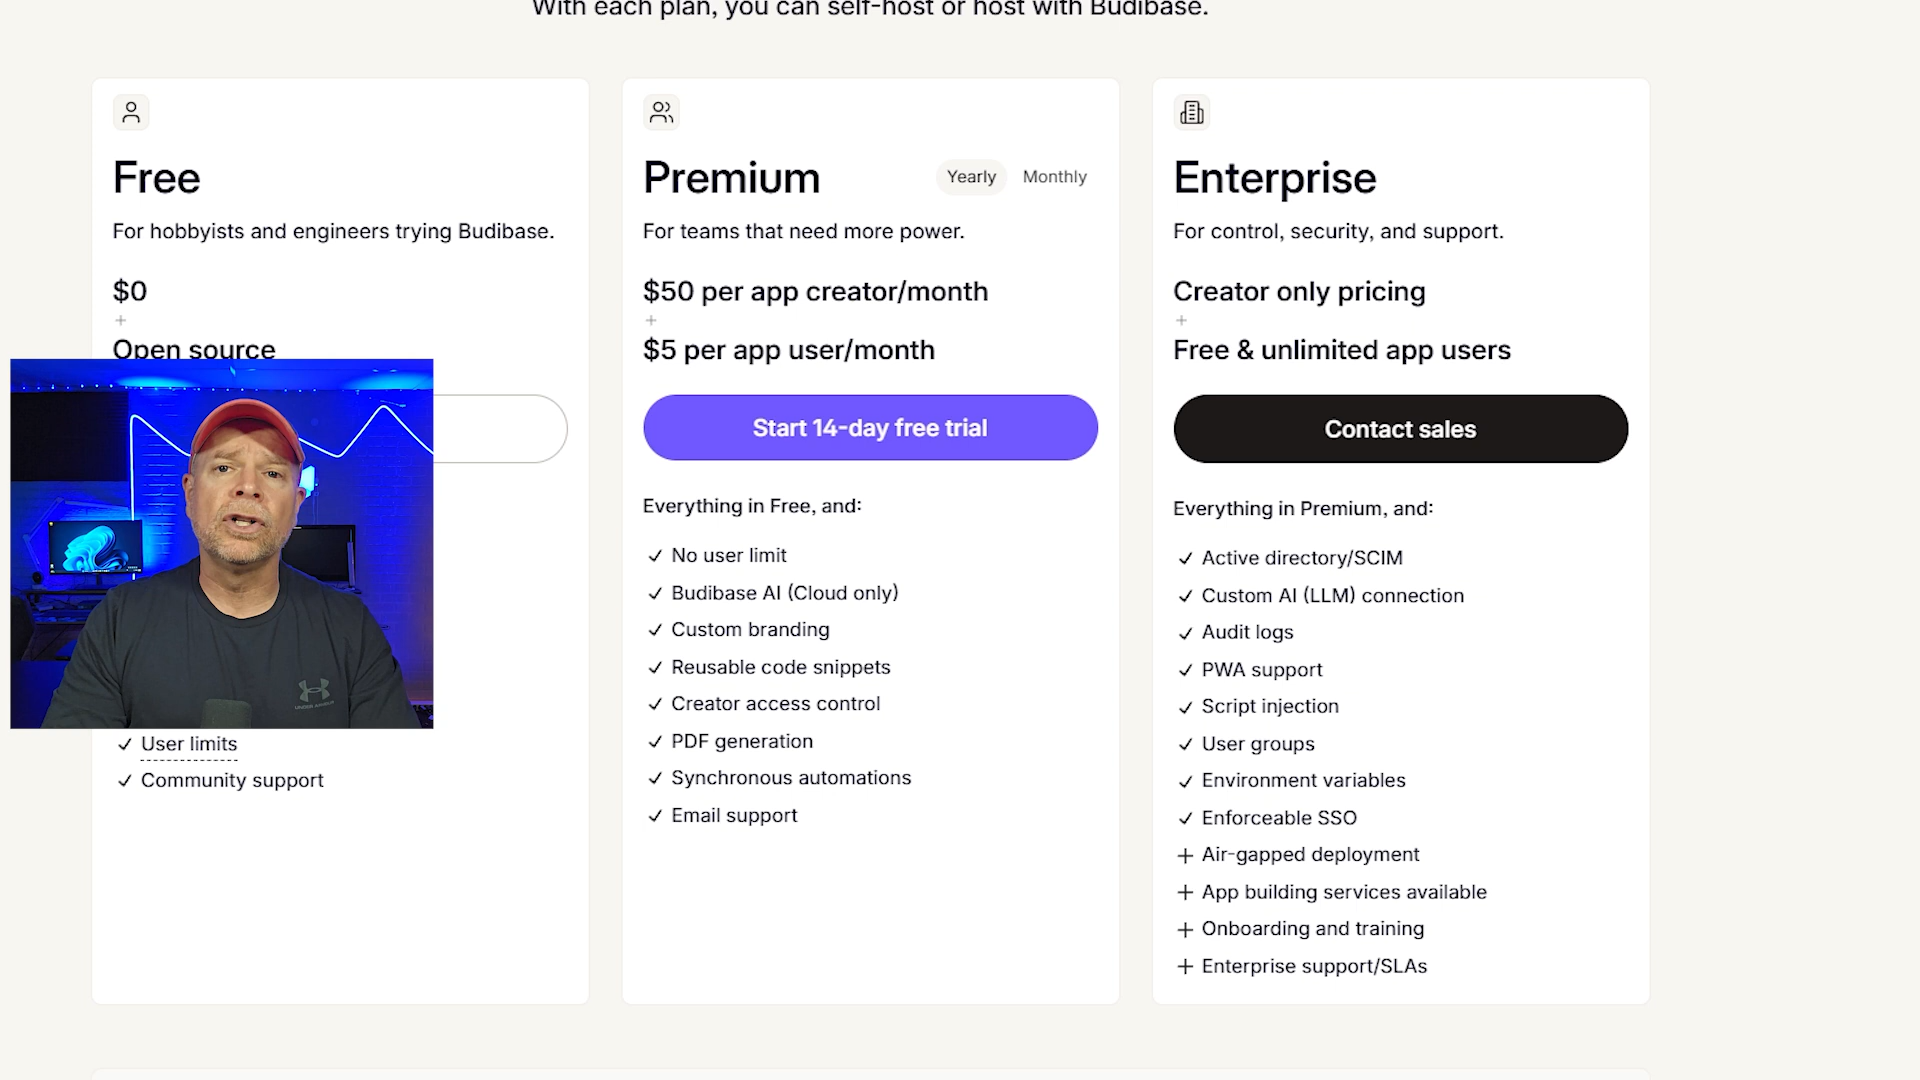 With each plan, you can self-host or host with Budibase.
Free
For hobbyists and engineers trying Budibase.
$0
+
Open source
User limits
Community support
Premium
Yearly
Monthly
For teams that need more power.
$50 per app creator/month
+
$5 per app user/month
Start 14-day free trial
Everything in Free, and:
No user limit
Budibase AI (Cloud only)
Custom branding
Reusable code snippets
Creator access control
PDF generation
Synchronous automations
Email support
Enterprise
For control, security, and support.
Creator only pricing
+
Free & unlimited app users
Contact sales
Everything in Premium, and:
Active directory/SCIM
Custom AI (LLM) connection
Audit logs
PWA support
Script injection
User groups
Environment variables
Enforceable SSO
+ Air-gapped deployment
+ App building services available
+ Onboarding and training
+ Enterprise support/SLAs
UNDER ARMOUR